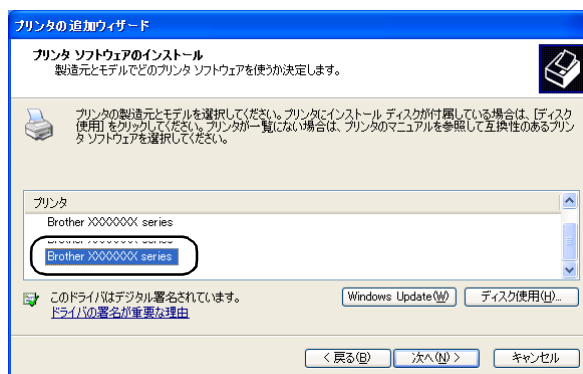 プリンタの追加ウィザード
プリンタ ソフトウェアのインストール
製造元とモデルでどのプリンタ ソフトウェアを使うか決定します。
プリンタの製造元とモデルを選択してください。プリンタにインストール ディスクが付属している場合は、[ディスク
使用] をクリックしてください。プリンタが一覧にない場合は、プリンタのマニュアルを参照して互換性のあるプリン
タ ソフトウェアを選択してください。
プリンタ
Brother XXXXXXX series
Brother XXXXXXX series
このドライバはデジタル署名されています。
ドライバの署名が重要な理由
Windows Update(W)
ディスク使用(H)...
< 戻る(B)
次へ(N) >
キャンセル